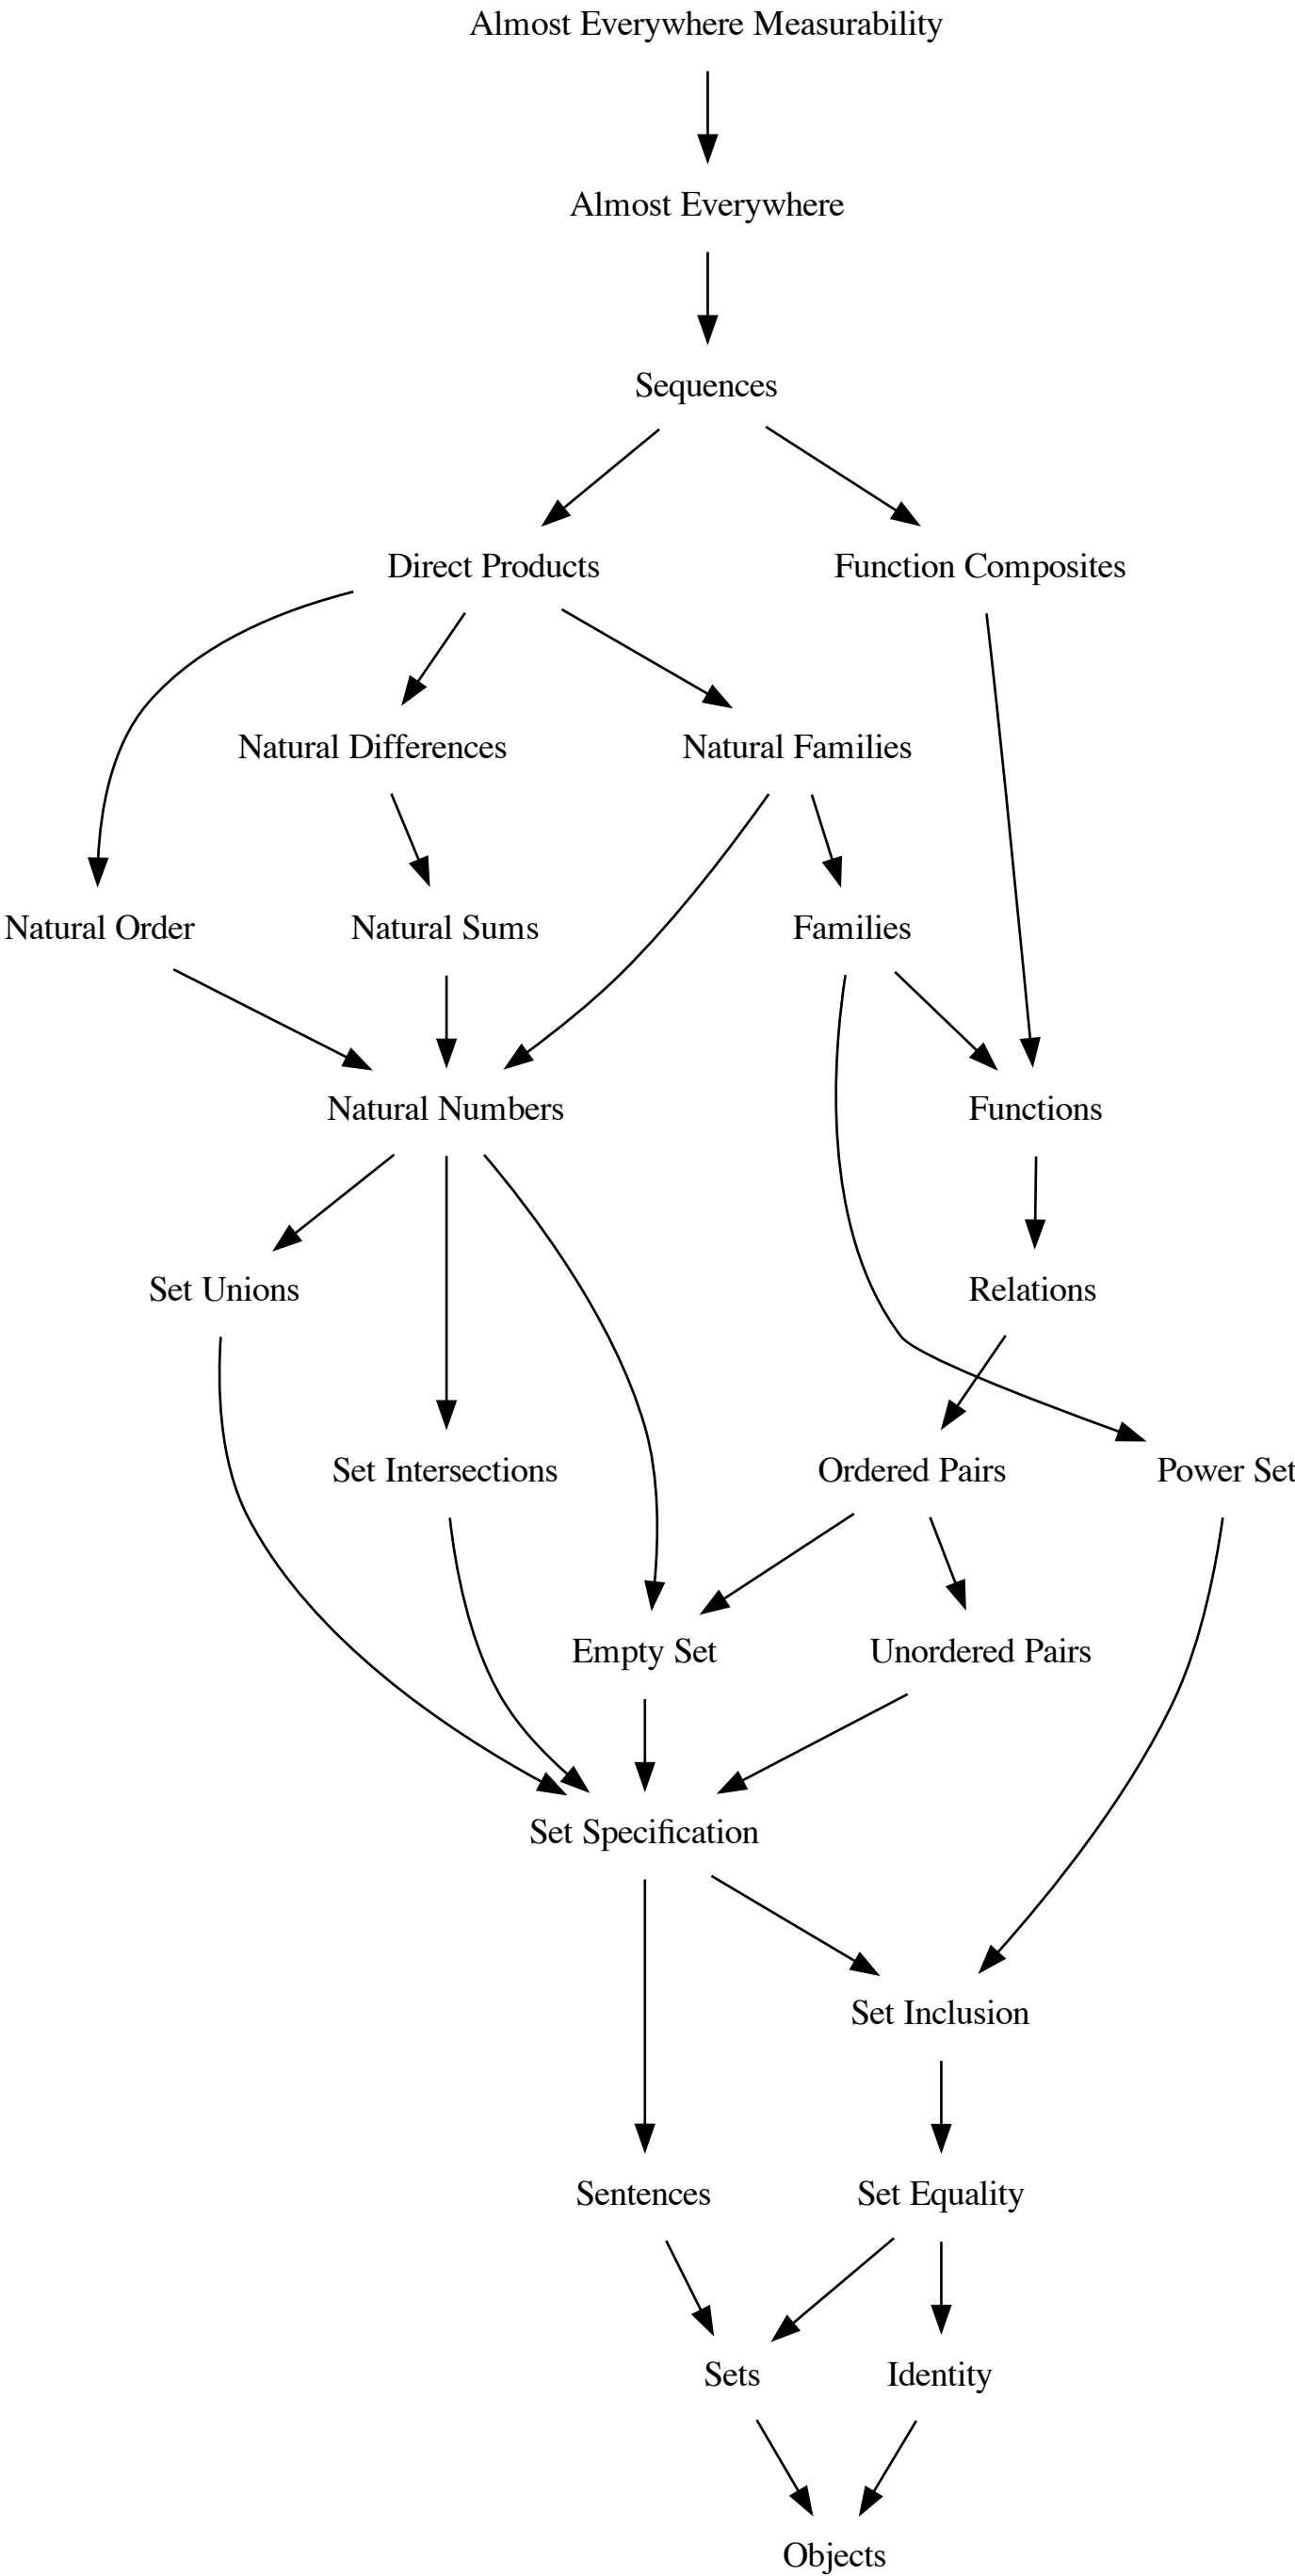 Almost Everywhere Measurability
Almost Everywhere
Sequences
Direct Products
Function Composites
Natural Differences
Natural Families
Natural Order
Natural Sums
Families
Natural Numbers
Functions
Set Unions
Relations
Set Intersections
Ordered Pairs
Power Set
Empty Set
Unordered Pairs
Set Specification
Set Inclusion
Sentences
Set Equality
Sets
Identity
Objects